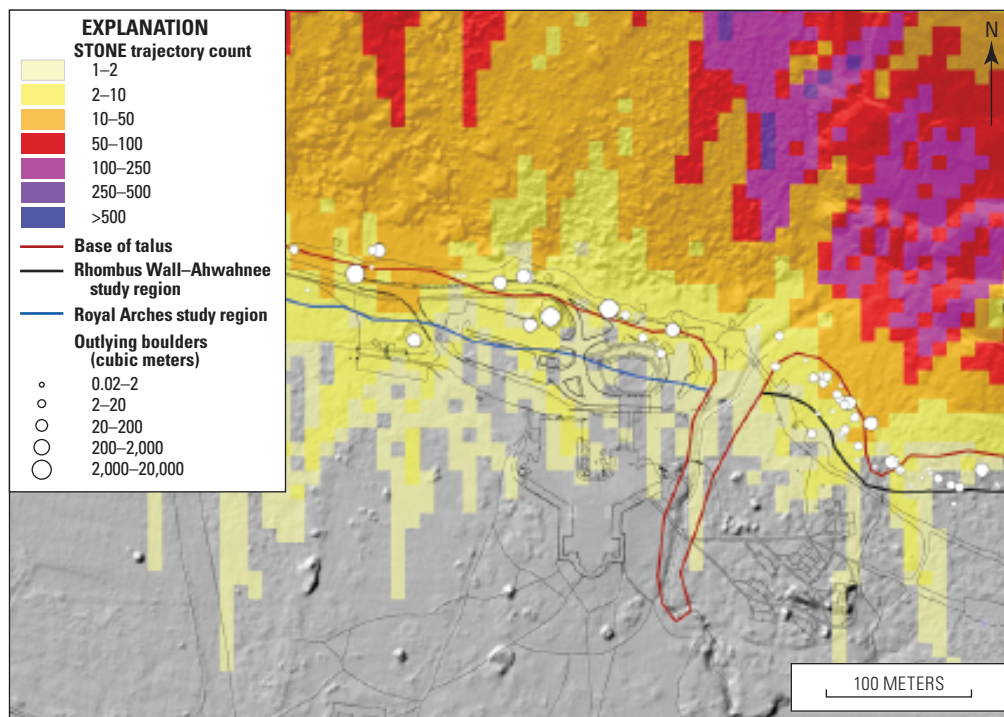 EXPLANATION
STONE trajectory count
1–2
2–10
10–50
50–100
100–250
250–500
>500
Base of talus
Rhombus Wall–Ahwahnee
study region
Royal Arches study region
Outlying boulders
(cubic meters)
0.02–2
2–20
20–200
200–2,000
2,000–20,000
N
100 METERS